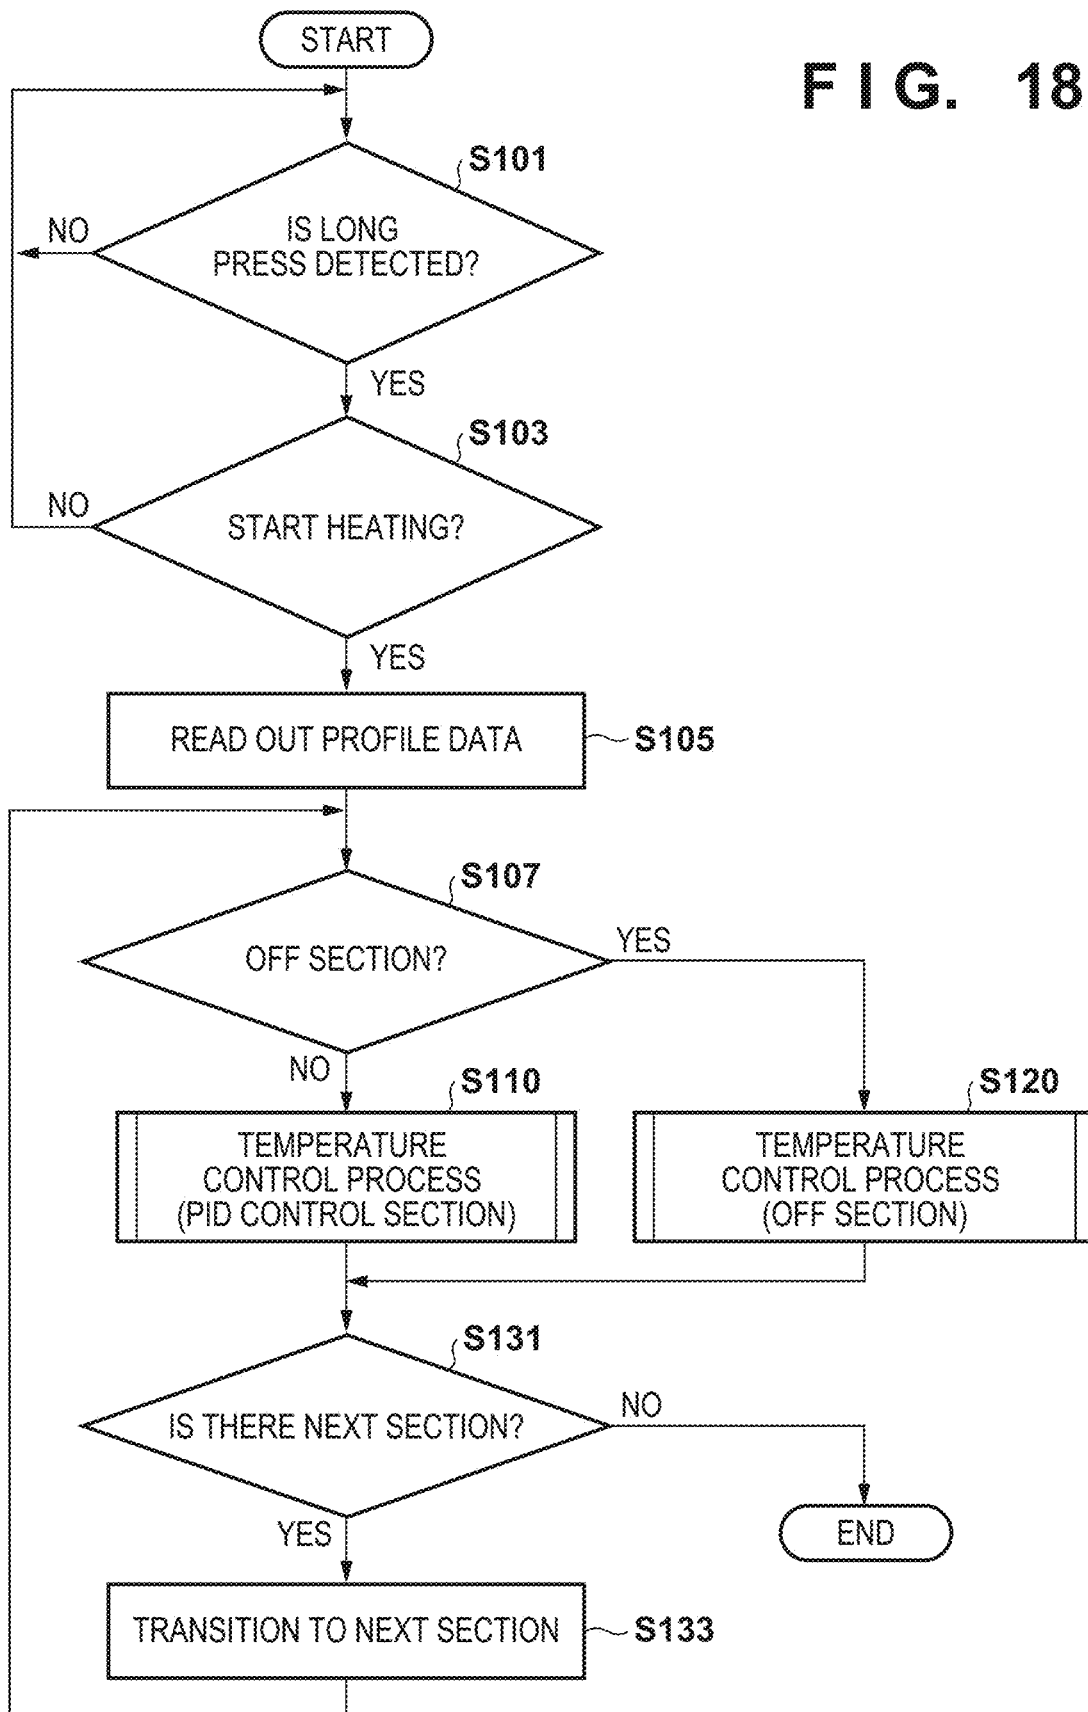 START
FIG. 18
S101
NO
IS LONG
PRESS DETECTED?
YES
S103
NO
START HEATING?
YES
READ OUT PROFILE DATA
S105
S107
YES
OFF SECTION?
NO
S110
S120
TEMPERATURE
CONTROL PROCESS
(PID CONTROL SECTION)
TEMPERATURE
CONTROL PROCESS
(OFF SECTION)
S131
NO
IS THERE NEXT SECTION?
YES
END
TRANSITION TO NEXT SECTION
S133